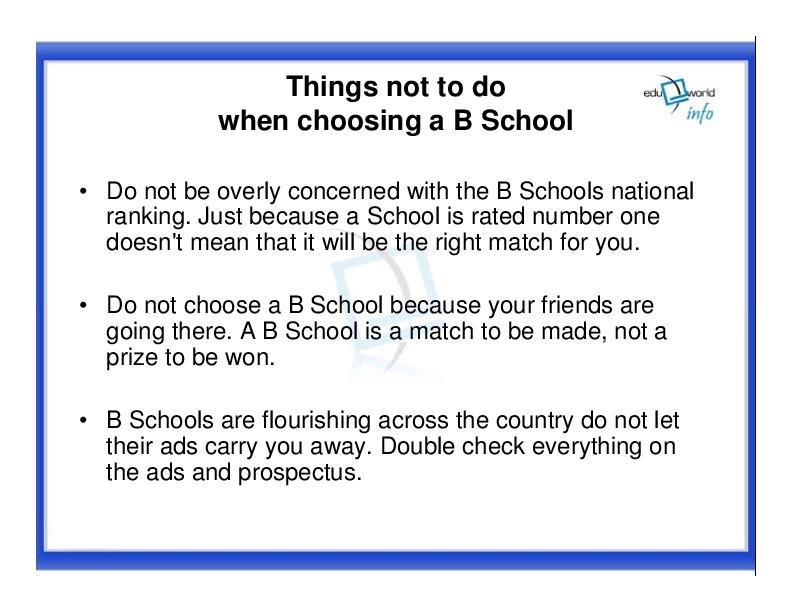 Things not to do
when choosing a B School
edu world
info
• Do not be overly concerned with the B Schools national
ranking. Just because a School is rated number one
doesn't mean that it will be the right match for you.
• Do not choose a B School because your friends are
going there. A B School is a match to be made, not a
prize to be won.
• B Schools are flourishing across the country do not let
their ads carry you away. Double check everything on
the ads and prospectus.